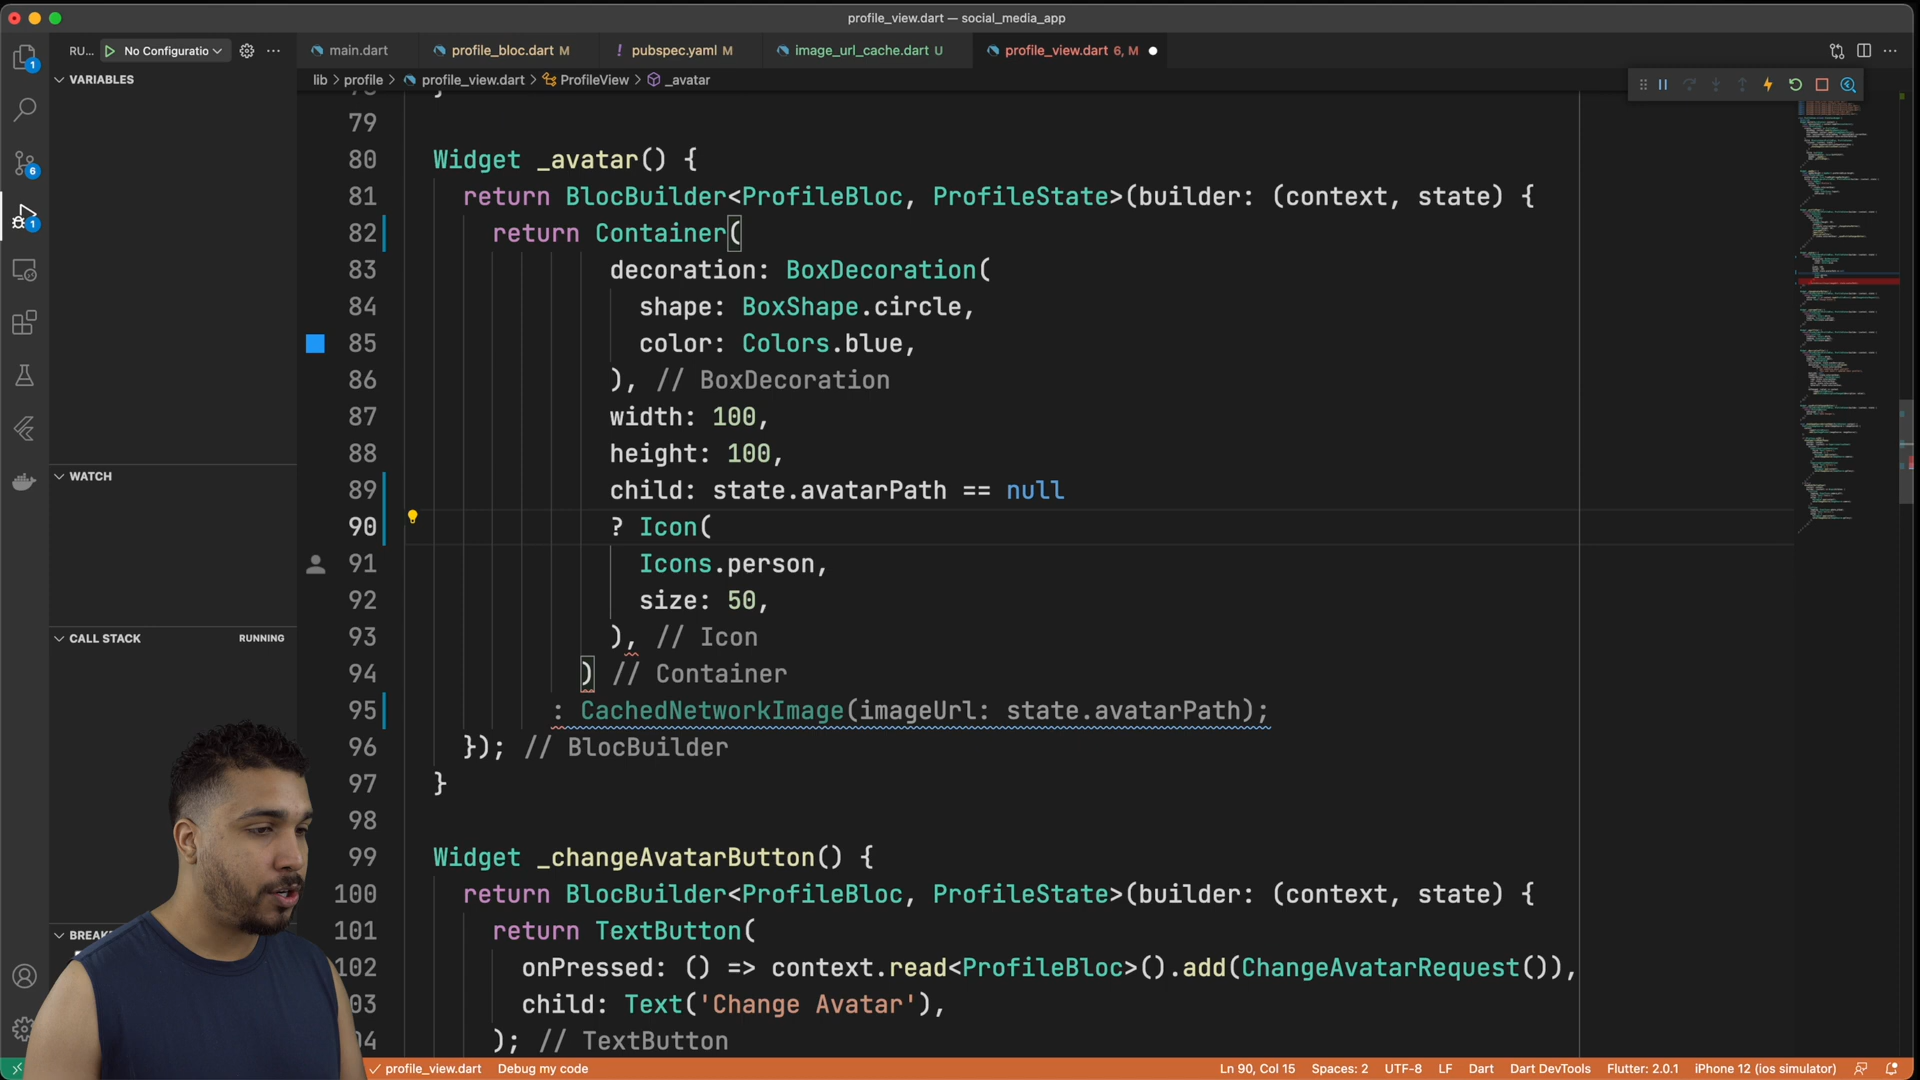 profile_view.dart — social_media_app
RU... No Configuratio
main.dart
profile_bloc.dart M
! pubspec.yaml M
image_url_cache.dart U
profile_view.dart 6, M
VARIABLES
lib > profile > profile_view.dart > ProfileView > _avatar
79
80 Widget _avatar() {
81 return BlocBuilder<ProfileBloc, ProfileState>(builder: (context, state) {
82 return Container(
83 decoration: BoxDecoration(
84 shape: BoxShape.circle,
85 color: Colors.blue,
86 ), // BoxDecoration
87 width: 100,
88 height: 100,
89 child: state.avatarPath == null
90 ? Icon(
91 Icons.person,
92 size: 50,
93 ), // Icon
94 ) // Container
95 : CachedNetworkImage(imageUrl: state.avatarPath);
96 }); // BlocBuilder
97 }
98
99 Widget _changeAvatarButton() {
100 return BlocBuilder<ProfileBloc, ProfileState>(builder: (context, state) {
101 return TextButton(
102 onPressed: () => context.read<ProfileBloc>().add(ChangeAvatarRequest()),
03 child: Text('Change Avatar'),
04 ); // TextButton
1
6
1
WATCH
CALL STACK RUNNING
BREAK
profile_view.dart Debug my code Ln 90, Col 15 Spaces: 2 UTF-8 LF Dart Dart DevTools Flutter: 2.0.1 iPhone 12 (ios simulator)